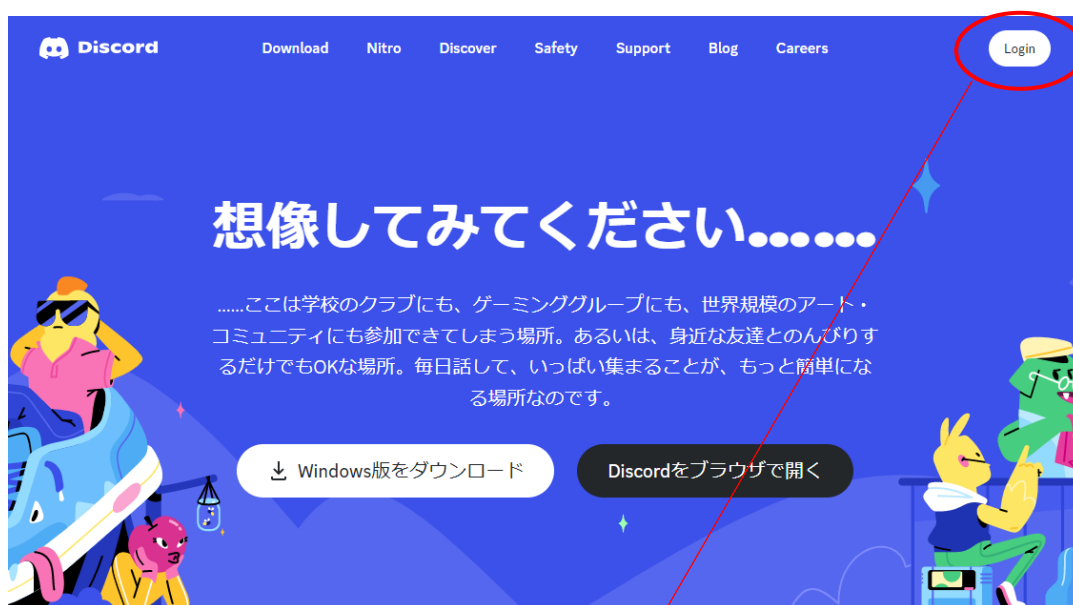 Discord
Download Nitro Discover Safety Support Blog Careers
Login
想像してみてください……
……ここは学校のクラブにも、ゲーミンググループにも、世界規模のアート・
コミュニティにも参加できてしまう場所。あるいは、身近な友達とのんびりす
るだけでもOKな場所。毎日話して、いっぱい集まることが、もっと簡単にな
る場所なのです。
Windows版をダウンロード
Discordをブラウザで開く